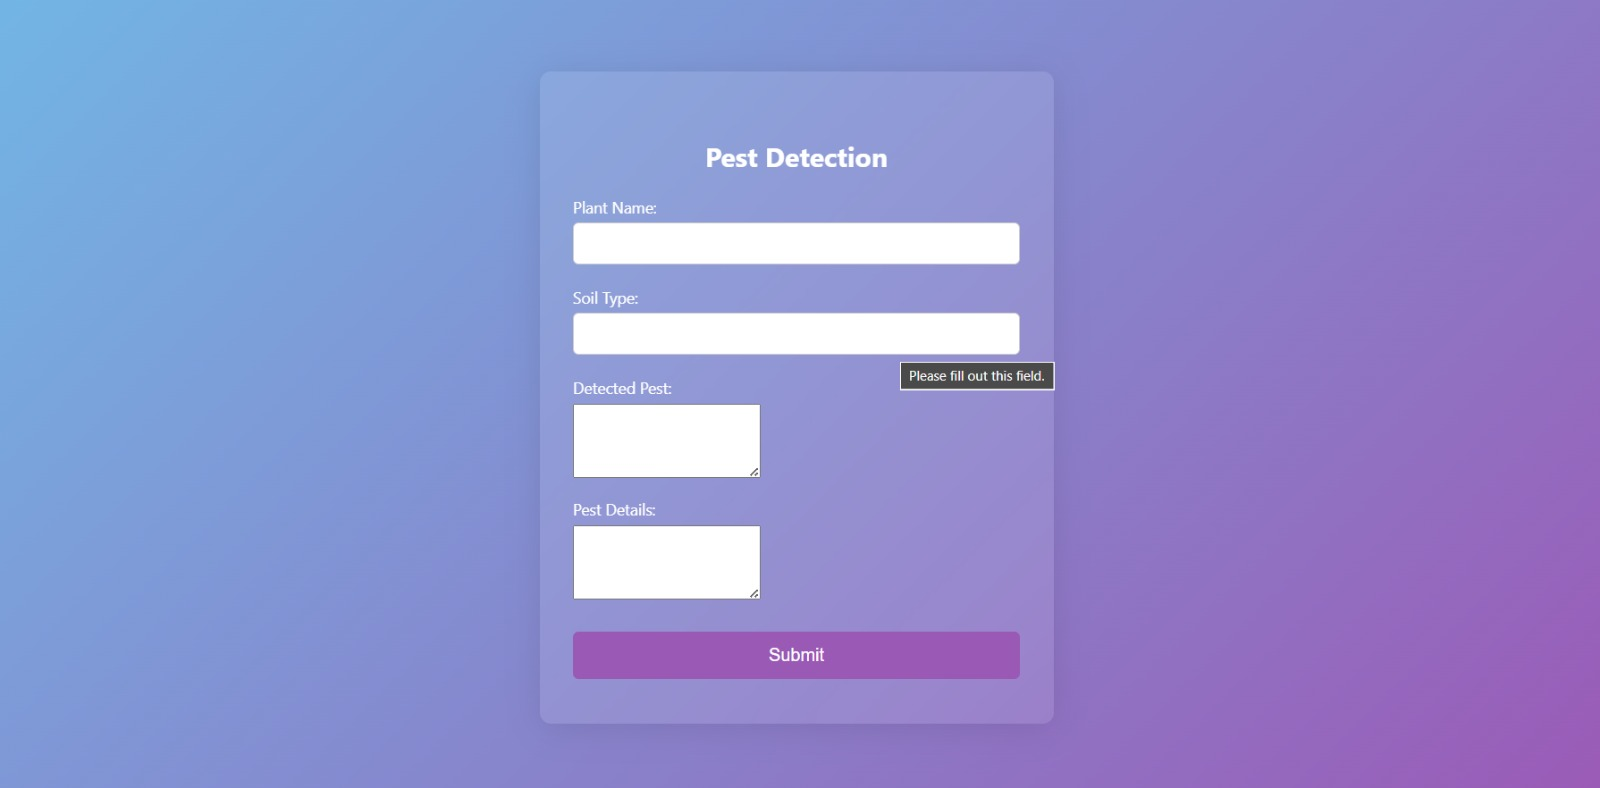 Pest Detection
Plant Name:
Soil Type:
Please fill out this field.
Detected Pest:
Pest Details:
Submit